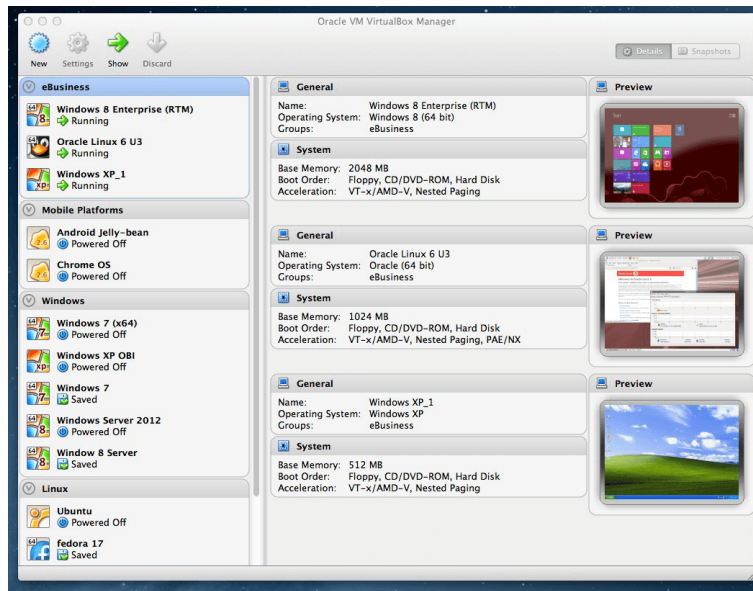 Oracle VM VirtualBox Manager
New Settings Show Discard
Details Snapshots
eBusiness
Windows 8 Enterprise (RTM)
Running
Oracle Linux 6 U3
Running
Windows XP_1
Running
Mobile Platforms
Android Jelly-bean
Powered Off
Chrome OS
Powered Off
Windows
Windows 7 (x64)
Powered Off
Windows XP OBI
Powered Off
Windows 7
Saved
Windows Server 2012
Powered Off
Window 8 Server
Saved
Linux
Ubuntu
Powered Off
fedora 17
Saved
General
Name: Windows 8 Enterprise (RTM)
Operating System: Windows 8 (64 bit)
Groups: eBusiness
System
Base Memory: 2048 MB
Boot Order: Floppy, CD/DVD-ROM, Hard Disk
Acceleration: VT-x/AMD-V, Nested Paging
Preview
General
Name: Oracle Linux 6 U3
Operating System: Oracle (64 bit)
Groups: eBusiness
System
Base Memory: 1024 MB
Boot Order: Floppy, CD/DVD-ROM, Hard Disk
Acceleration: VT-x/AMD-V, Nested Paging, PAE/NX
Preview
General
Name: Windows XP_1
Operating System: Windows XP
Groups: eBusiness
System
Base Memory: 512 MB
Boot Order: Floppy, CD/DVD-ROM, Hard Disk
Acceleration: VT-x/AMD-V, Nested Paging
Preview